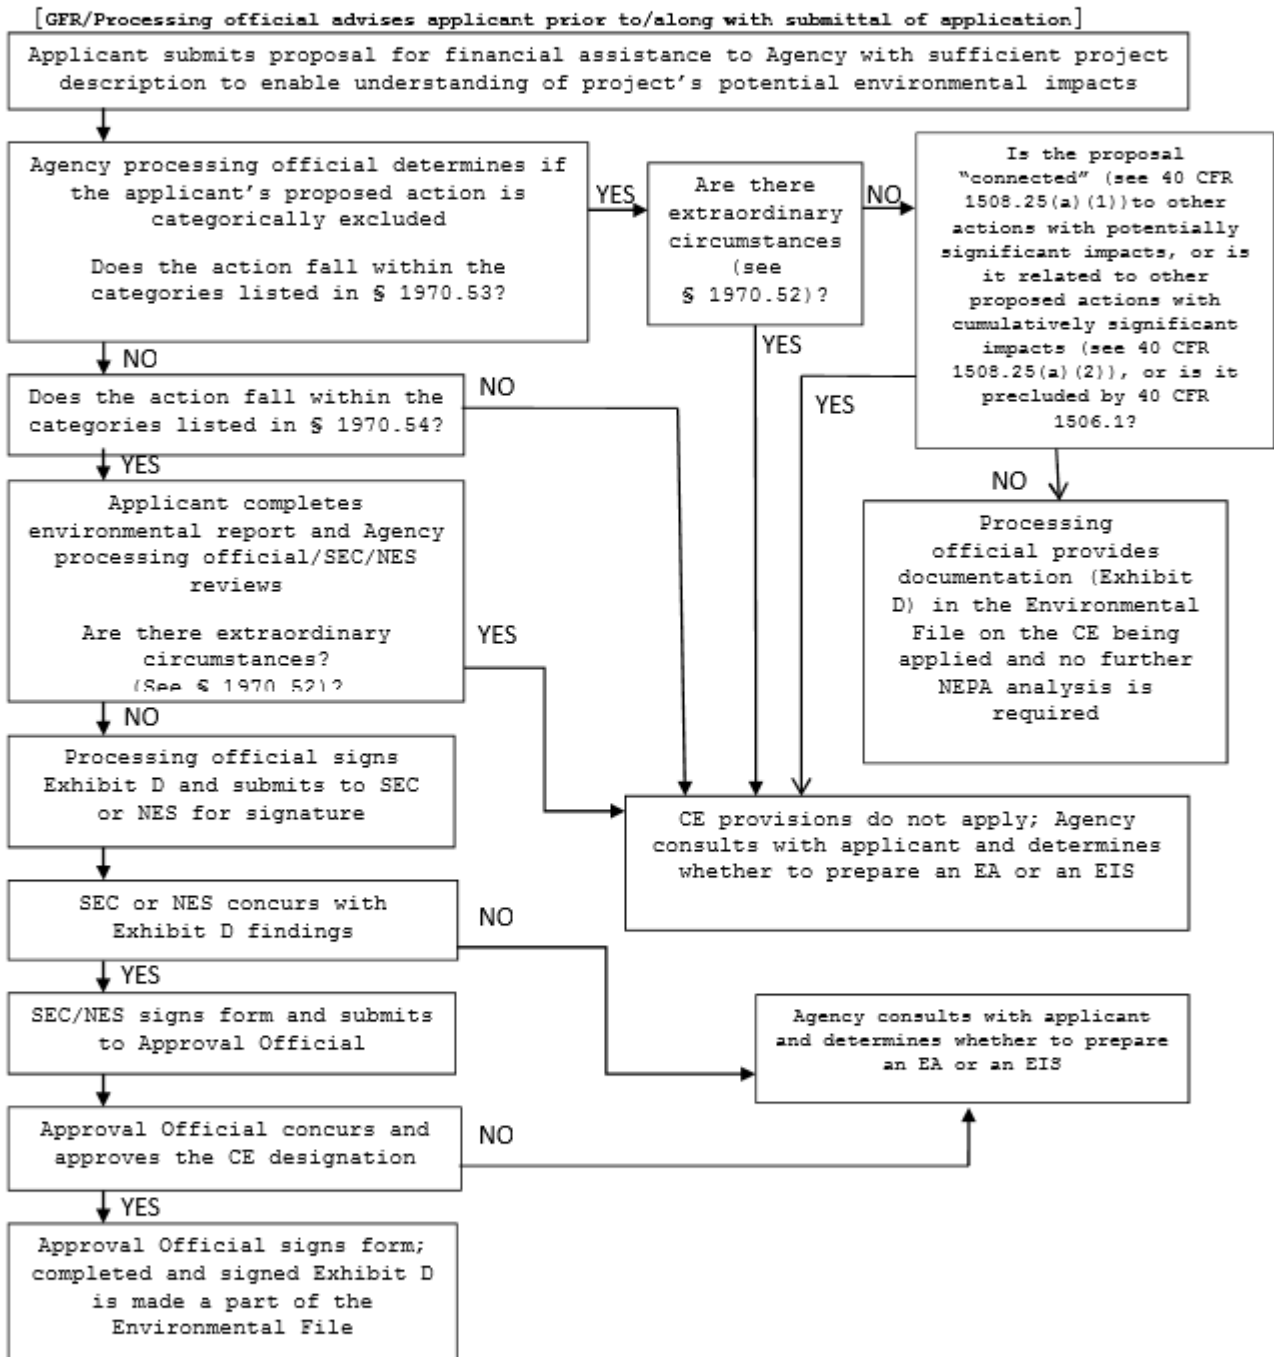 [GFR/Processing official advises applicant prior to/along with submittal of application]
Applicant submits proposal for financial assistance to Agency with sufficient project
description to enable understanding of project’s potential environmental impacts
Agency processing official determines if
the applicant’s proposed action is
categorically excluded
Does the action fall within the
categories listed in § 1970.53?
YES
Are there
extraordinary
circumstances
(see
§ 1970.52)?
NO
Is the proposal
“connected” (see 40 CFR
1508.25(a)(1))to other
actions with potentially
significant impacts, or is
it related to other
proposed actions with
cumulatively significant
impacts (see 40 CFR
1508.25(a)(2)), or is it
precluded by 40 CFR
1506.1?
NO
YES
YES
Does the action fall within the
categories listed in § 1970.54?
NO
YES
NO
Processing
official provides
documentation (Exhibit
D) in the Environmental
File on the CE being
applied and no further
NEPA analysis is
required
Applicant completes
environmental report and Agency
processing official/SEC/NES
reviews
Are there extraordinary
circumstances?
(See § 1970.52)?
YES
NO
Processing official signs
Exhibit D and submits to SEC
or NES for signature
CE provisions do not apply; Agency
consults with applicant and determines
whether to prepare an EA or an EIS
SEC or NES concurs with
Exhibit D findings
NO
YES
SEC/NES signs form and submits
to Approval Official
Agency consults with applicant
and determines whether to prepare
an EA or an EIS
Approval Official concurs and
approves the CE designation
NO
YES
Approval Official signs form;
completed and signed Exhibit D
is made a part of the
Environmental File